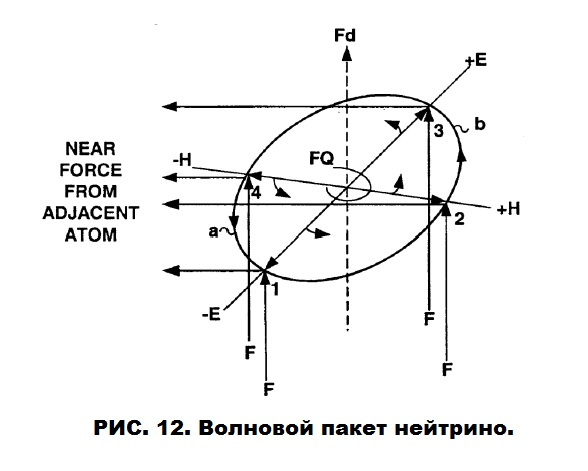 Fd
+E
3
b
NEAR
FORCE
FROM
ADJACENT
ATOM
-H
FQ
4
2
+H
a
1
-E
F
F
F
F
РИС. 12. Волновой пакет нейтрино.